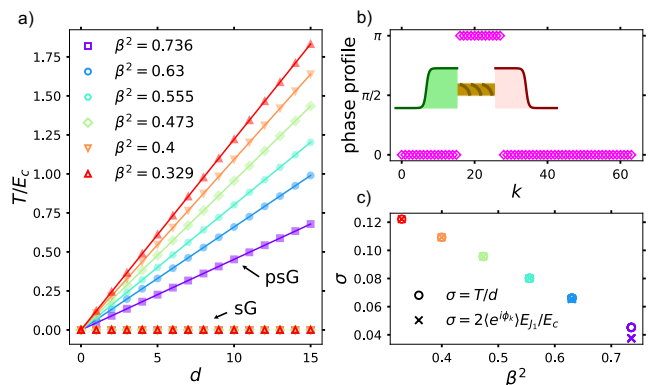 a)
T/E_c
1.75
1.50
1.25
1.00
0.75
0.50
0.25
0.00
β² = 0.736
β² = 0.63
β² = 0.555
β² = 0.473
β² = 0.4
β² = 0.329
psG
sG
0 5 10 15
d
b)
phase profile
π
π/2
0
0 20 40 60
k
c)
σ
0.12
0.10
0.08
0.06
0.04
σ = T/d
σ = 2⟨e^{iϕ_k}⟩E_{J_1}/E_c
0.4 0.5 0.6 0.7
β²